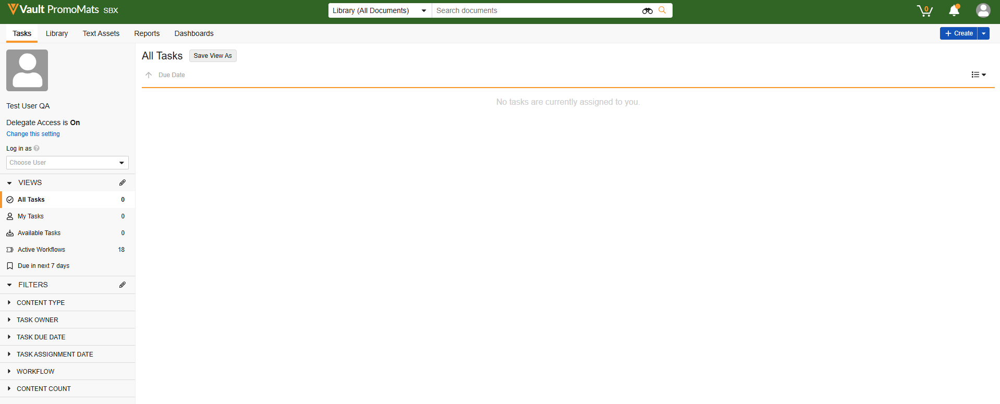 Vault PromoMats SBX
Library (All Documents)
Search documents
0
Tasks
Library
Text Assets
Reports
Dashboards
+ Create
Test User QA
Delegate Access is On
Change this setting
Log in as ?
Choose User
VIEWS
All Tasks 0
My Tasks 0
Available Tasks 0
Active Workflows 18
Due in next 7 days
FILTERS
CONTENT TYPE
TASK OWNER
TASK DUE DATE
TASK ASSIGNMENT DATE
WORKFLOW
CONTENT COUNT
All Tasks
Save View As
Due Date
No tasks are currently assigned to you.